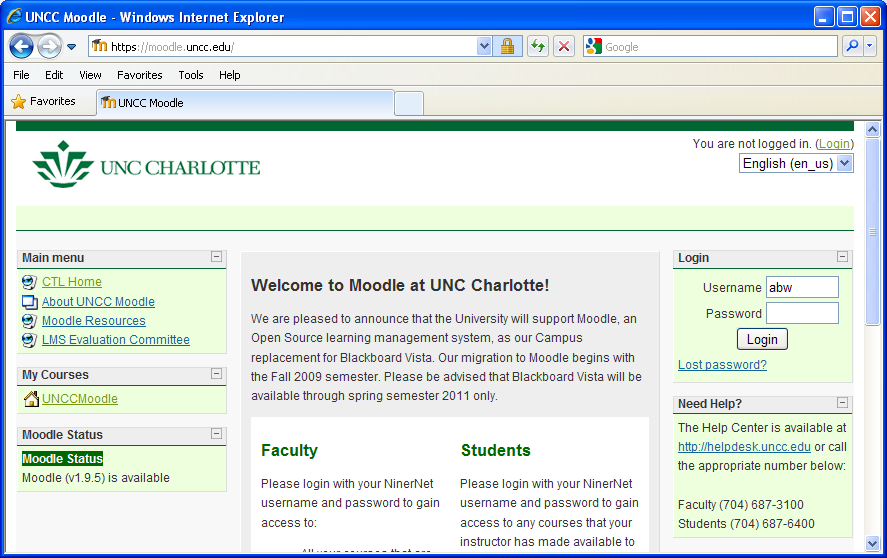 UNCC Moodle - Windows Internet Explorer
https://moodle.uncc.edu/
Google
File Edit View Favorites Tools Help
Favorites
UNCC Moodle
You are not logged in. (Login)
UNC CHARLOTTE
English (en_us)
Main menu
CTL Home
About UNCC Moodle
Moodle Resources
LMS Evaluation Committee
My Courses
UNCCMoodle
Moodle Status
Moodle Status
Moodle (v1.9.5) is available
Welcome to Moodle at UNC Charlotte!
We are pleased to announce that the University will support Moodle, an
Open Source learning management system, as our Campus
replacement for Blackboard Vista. Our migration to Moodle begins with
the Fall 2009 semester. Please be advised that Blackboard Vista will be
available through spring semester 2011 only.
Faculty
Please login with your NinerNet
username and password to gain
access to:
All your courses that are
Students
Please login with your NinerNet
username and password to gain
access to any courses that your
instructor has made available to
Login
Username abw
Password
Login
Lost password?
Need Help?
The Help Center is available at
http://helpdesk.uncc.edu or call
the appropriate number below:
Faculty (704) 687-3100
Students (704) 687-6400